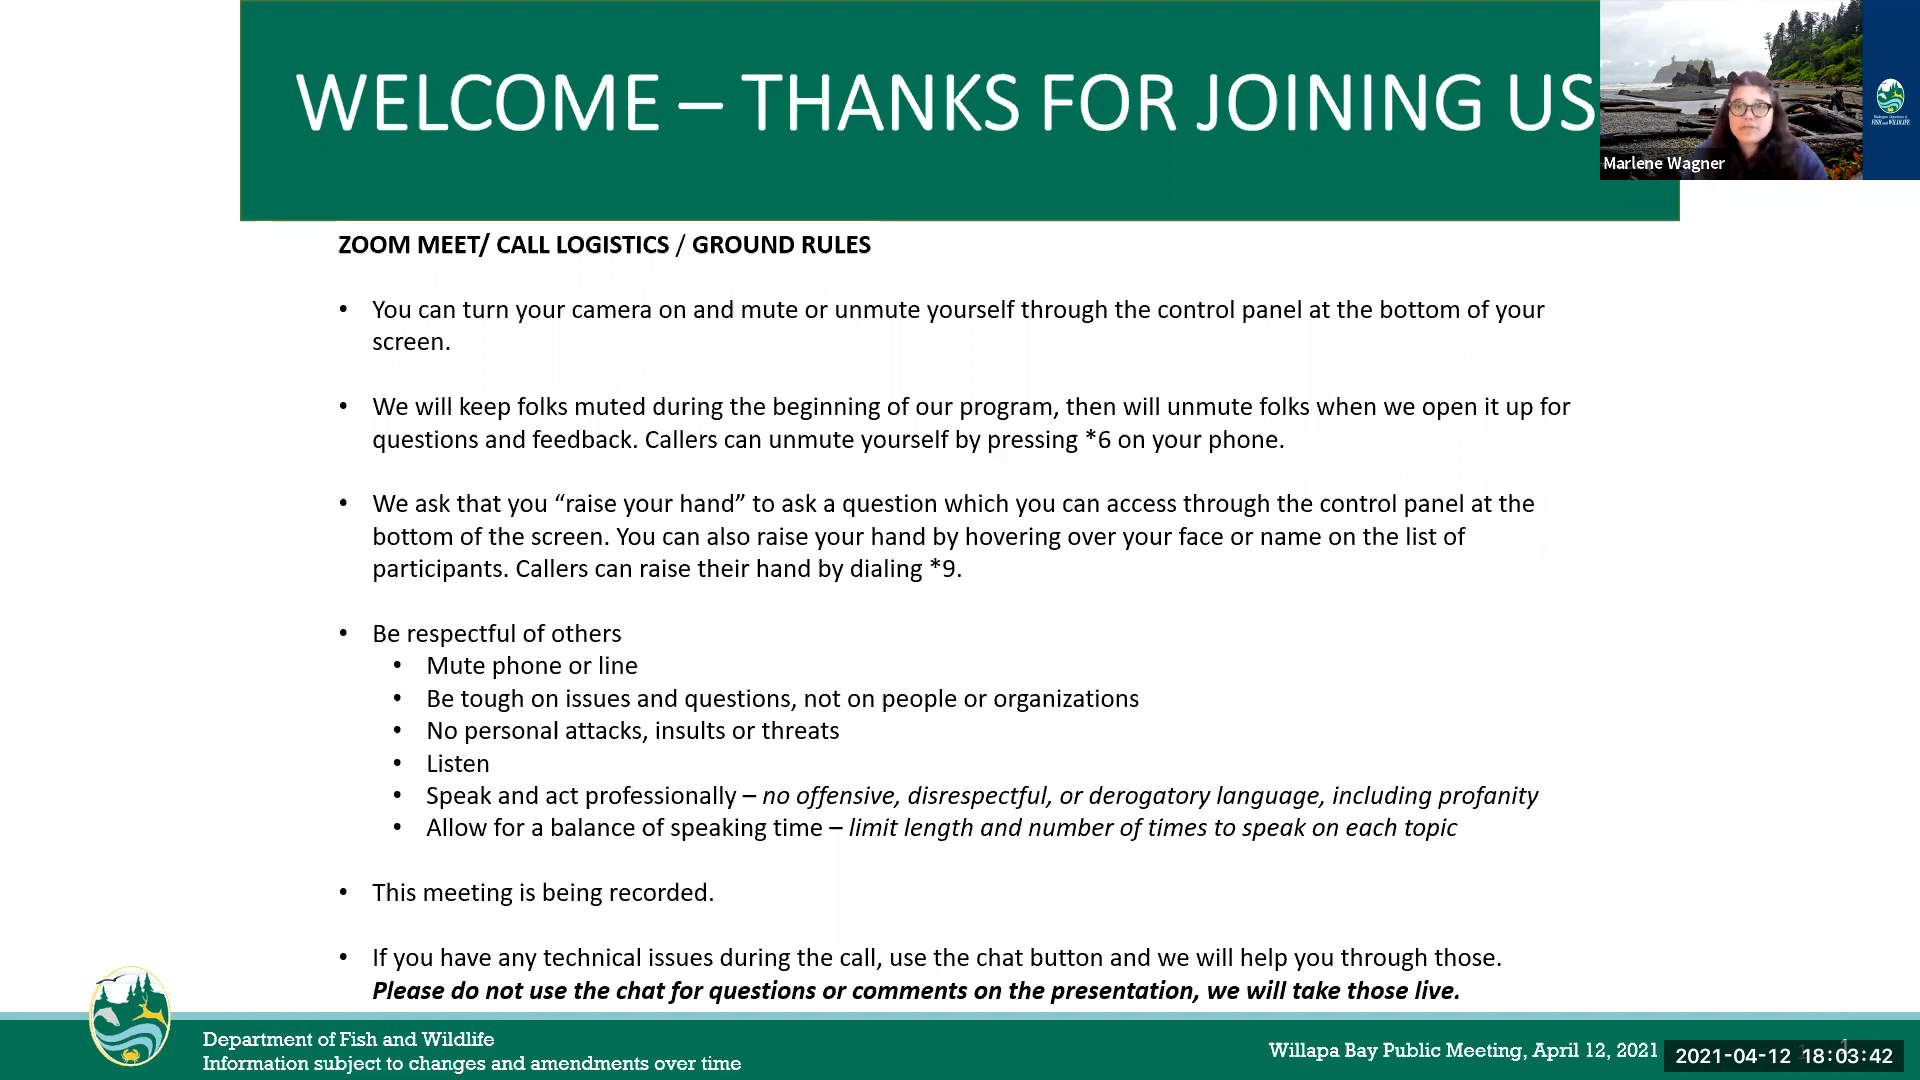 WELCOME – THANKS FOR JOINING US
Marlene Wagner
ZOOM MEET/ CALL LOGISTICS / GROUND RULES
• You can turn your camera on and mute or unmute yourself through the control panel at the bottom of your
screen.
• We will keep folks muted during the beginning of our program, then will unmute folks when we open it up for
questions and feedback. Callers can unmute yourself by pressing *6 on your phone.
• We ask that you “raise your hand” to ask a question which you can access through the control panel at the
bottom of the screen. You can also raise your hand by hovering over your face or name on the list of
participants. Callers can raise their hand by dialing *9.
• Be respectful of others
• Mute phone or line
• Be tough on issues and questions, not on people or organizations
• No personal attacks, insults or threats
• Listen
• Speak and act professionally – no offensive, disrespectful, or derogatory language, including profanity
• Allow for a balance of speaking time – limit length and number of times to speak on each topic
• This meeting is being recorded.
• If you have any technical issues during the call, use the chat button and we will help you through those.
Please do not use the chat for questions or comments on the presentation, we will take those live.
Department of Fish and Wildlife
Information subject to changes and amendments over time
Willapa Bay Public Meeting, April 12, 2021
2021-04-12 18:03:42